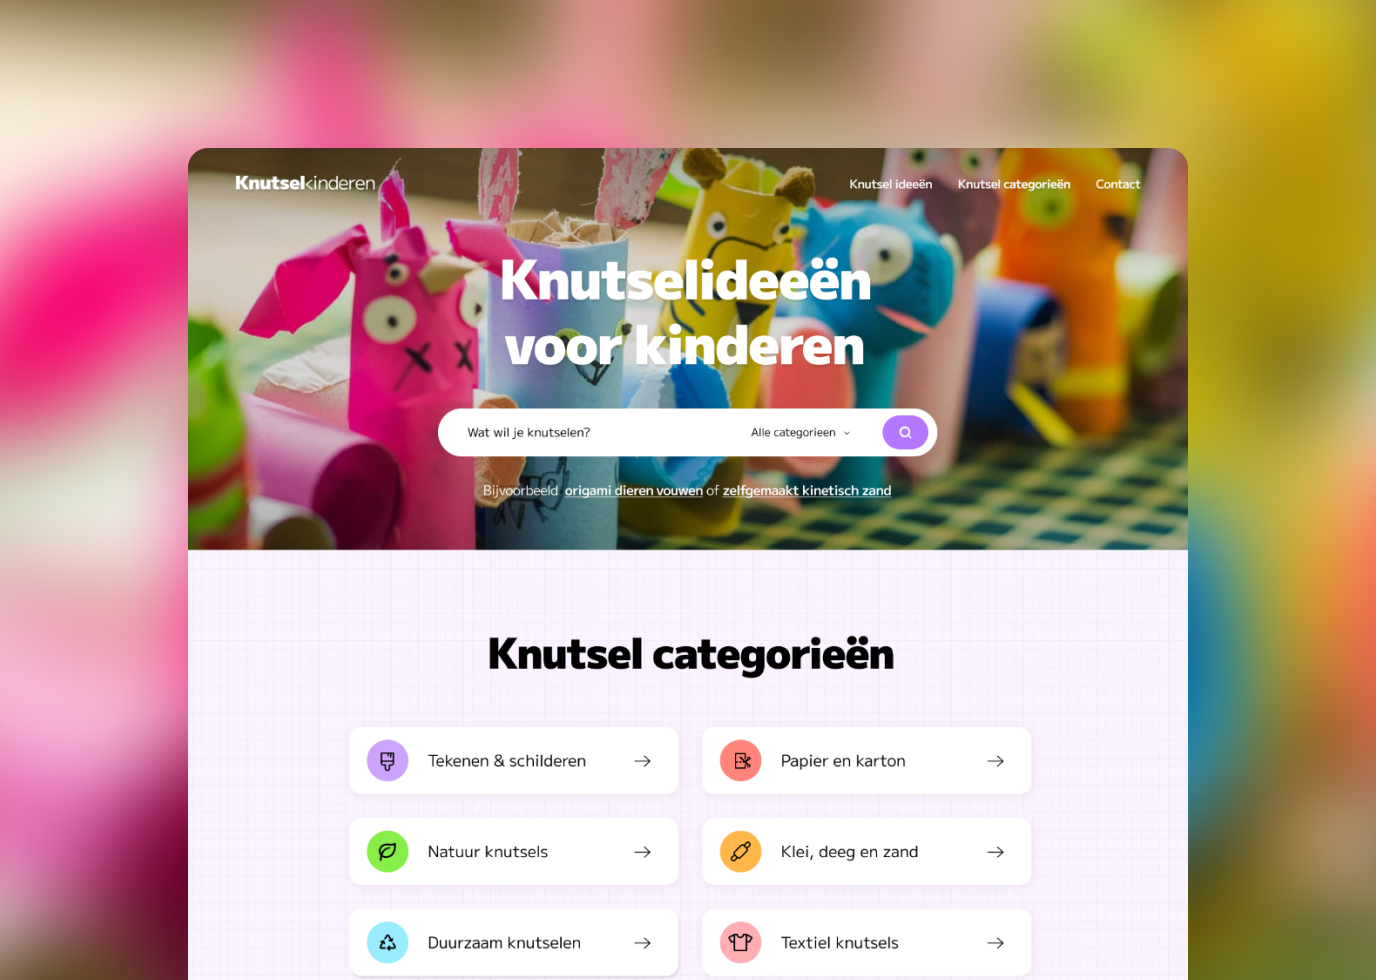 Knutselkinderen
Knutsel ideeën Knutsel categorieën Contact
Knutselideeën
voor kinderen
Wat wil je knutselen? Alle categorieen
Bijvoorbeeld origami dieren vouwen of zelfgemaakt kinetisch zand
Knutsel categorieën
Tekenen & schilderen
Papier en karton
Natuur knutsels
Klei, deeg en zand
Duurzaam knutselen
Textiel knutsels